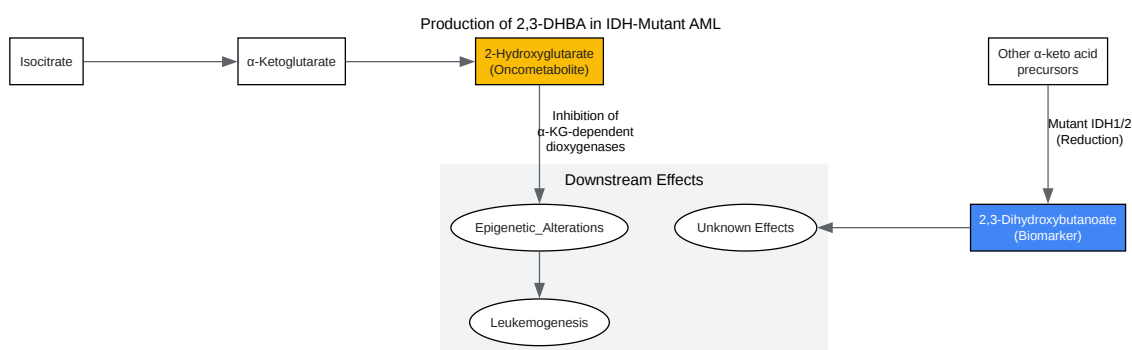 Production of 2,3-DHBA in IDH-Mutant AML
Isocitrate
α-Ketoglutarate
2-Hydroxyglutarate
(Oncometabolite)
Other α-keto acid
precursors
Inhibition of
α-KG-dependent
dioxygenases
Mutant IDH1/2
(Reduction)
Downstream Effects
Epigenetic_Alterations
Unknown Effects
2,3-Dihydroxybutanoate
(Biomarker)
Leukemogenesis